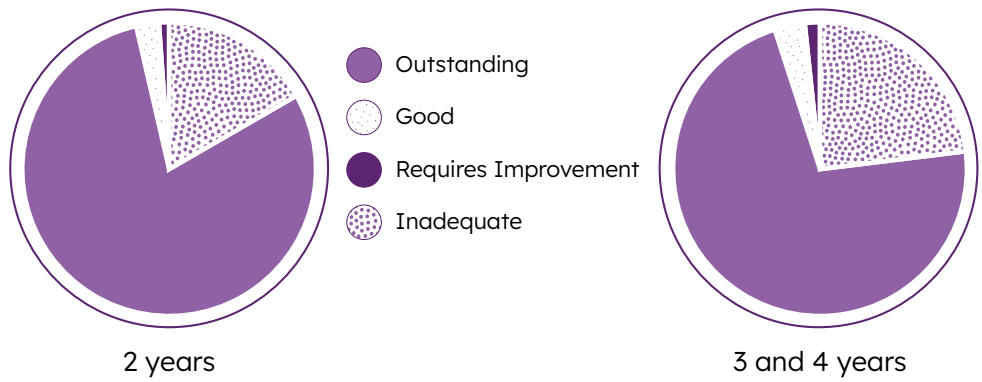 Outstanding
Good
Requires Improvement
Inadequate
2 years
3 and 4 years